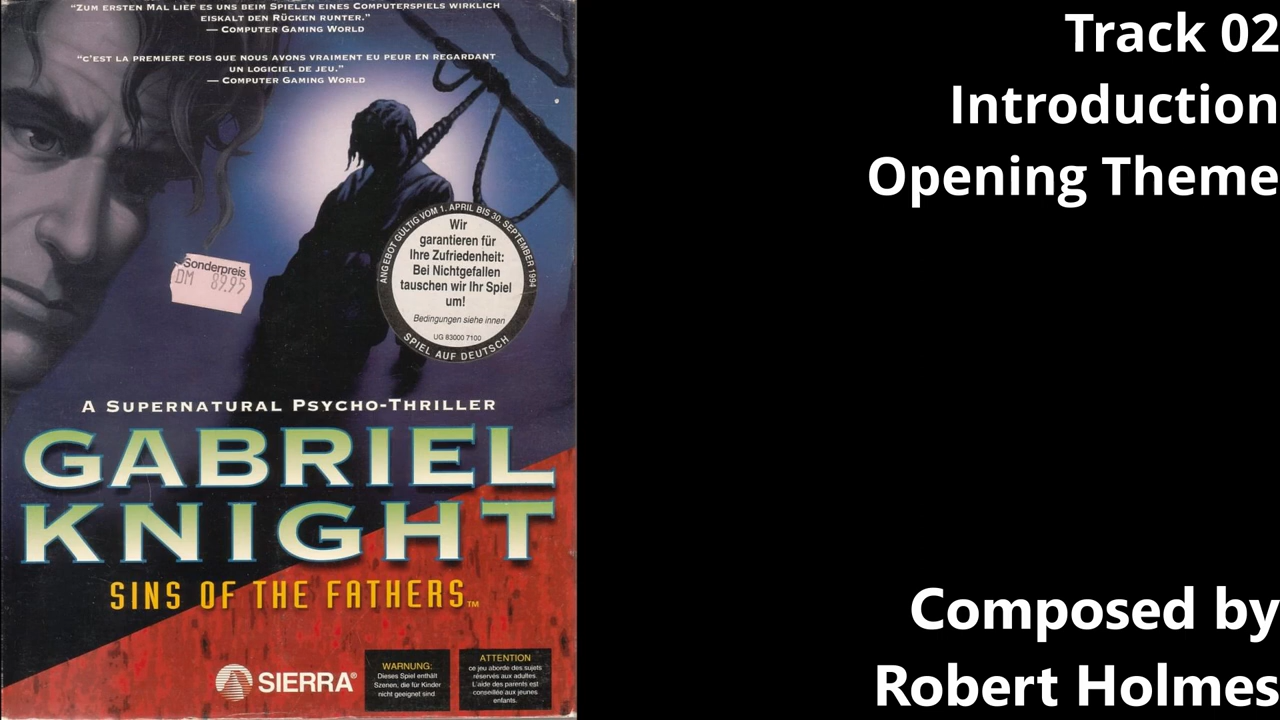 “ZUM ERSTEN MAL LIEF ES UNS BEIM SPIELEN EINES COMPUTERSPIELS WIRKLICH
EISKALT DEN RÜCKEN RUNTER.”
— COMPUTER GAMING WORLD
“C'EST LA PREMIERE FOIS QUE NOUS AVONS VRAIMENT EU PEUR EN REGARDANT
UN LOGICIEL DE JEU.”
— COMPUTER GAMING WORLD
Sonderpreis
DM 89.95
ANGEBOT GÜLTIG VOM 1. APRIL BIS 30. SEPTEMBER 1994
Wir
garantieren für
Ihre Zufriedenheit:
Bei Nichtgefallen
tauschen wir Ihr Spiel
um!
Bedingungen siehe innen
UG 83000 7100
SPIEL AUF DEUTSCH
A SUPERNATURAL PSYCHO-THRILLER
GABRIEL
KNIGHT
SINS OF THE FATHERS™
SIERRA®
WARNUNG:
Dieses Spiel enthält
Szenen, die für Kinder
nicht geeignet sind
ATTENTION
ce jeu aborde des sujets
réservés aux adultes.
L'aide des parents est
conseillée aux jeunes
enfants.
Track 02
Introduction
Opening Theme
Composed by
Robert Holmes